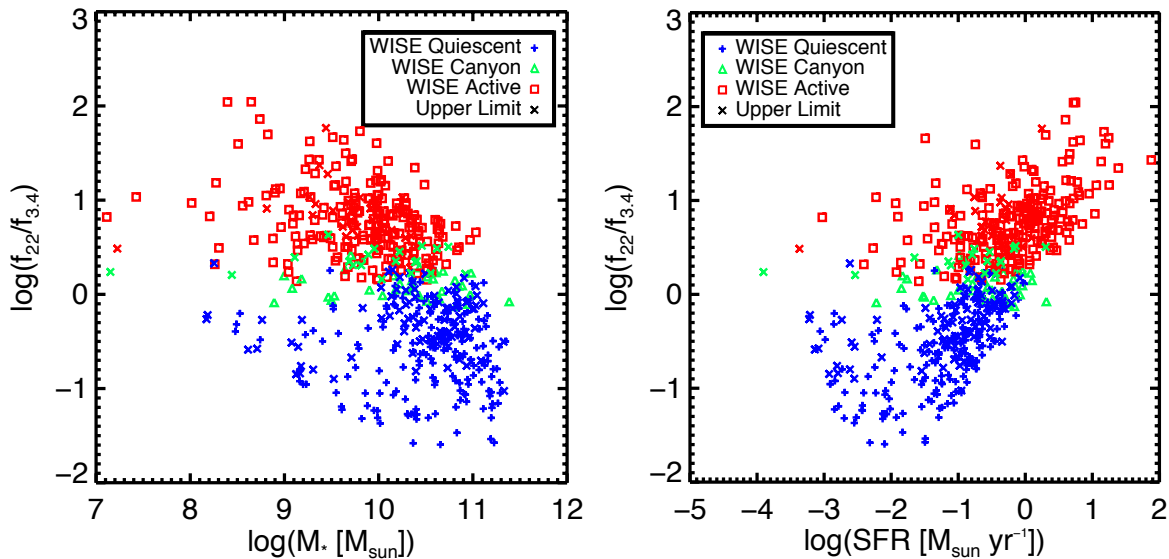 3
2
1
0
−1
−2
log(f22/f3.4)
WISE Quiescent
WISE Canyon
WISE Active
Upper Limit
7 8 9 10 11 12
log(M* [Msun])
3
2
1
0
−1
−2
log(f22/f3.4)
WISE Quiescent
WISE Canyon
WISE Active
Upper Limit
−5 −4 −3 −2 −1 0 1 2
log(SFR [Msun yr⁻¹])